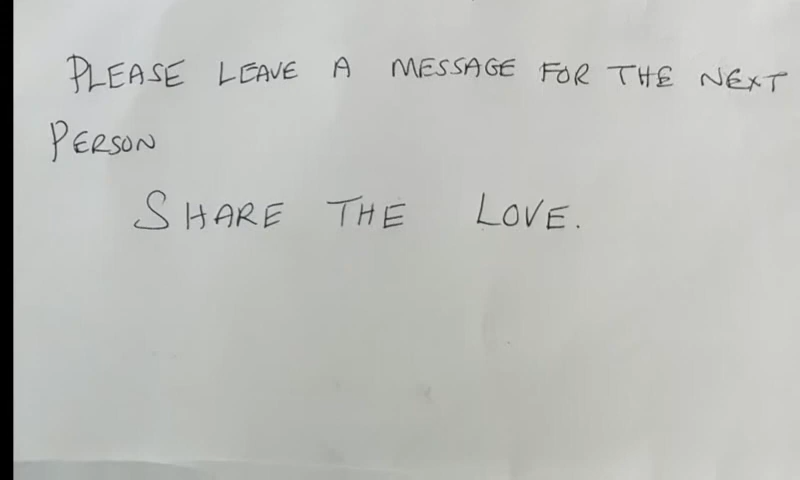 PLEASE LEAVE A MESSAGE FOR THE NEXT
PERSON
SHARE THE LOVE.